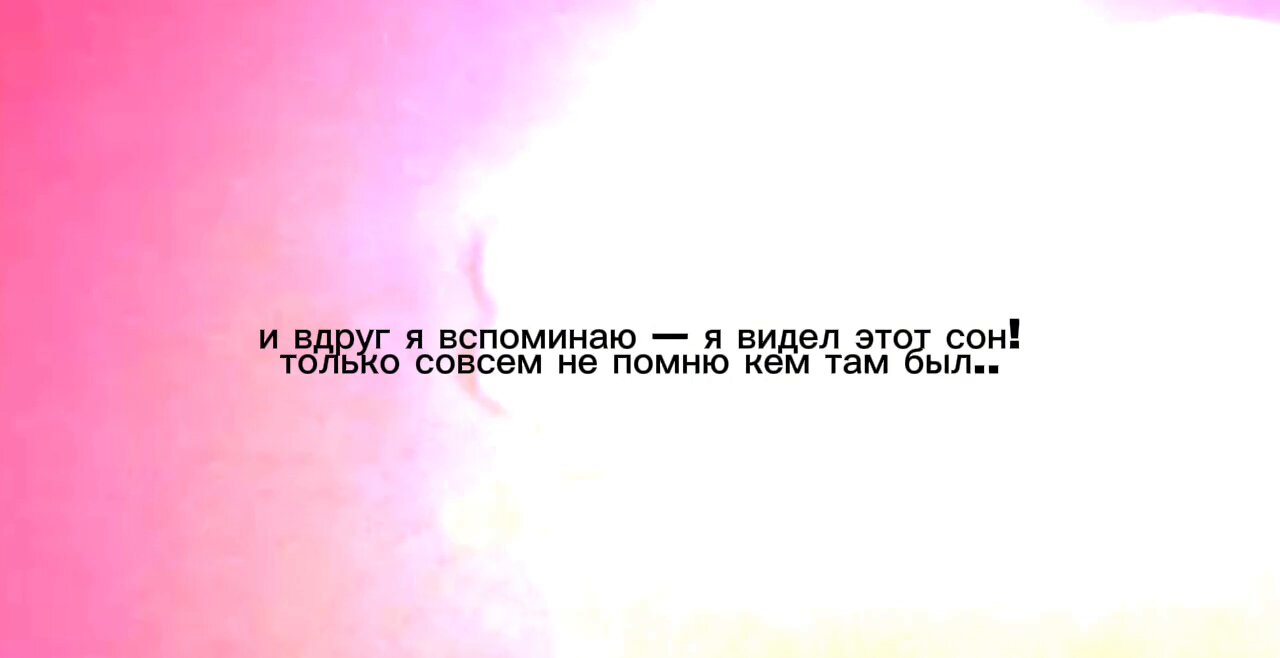 и вдруг я вспоминаю — я видел этот сон!
только совсем не помню кем там был..